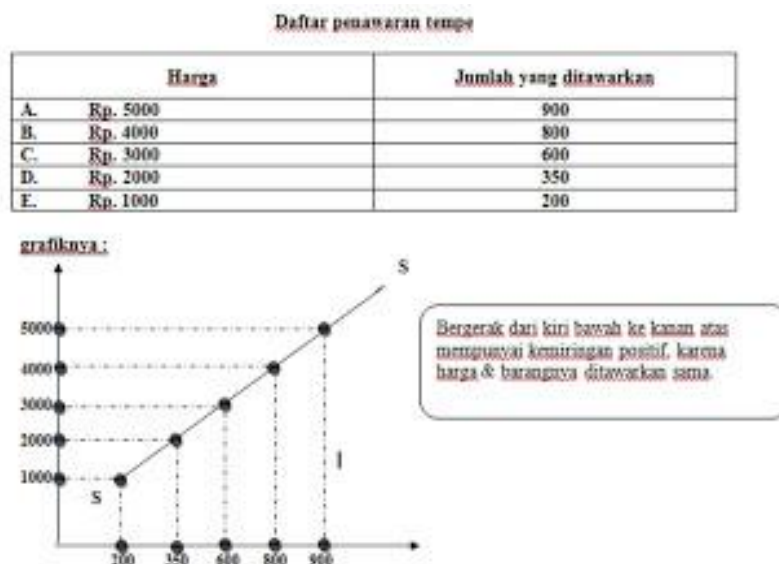 Daftar penawaran tempe
Harga Jumlah yang ditawarkan
A. Rp. 5000 900
B. Rp. 4000 800
C. Rp. 3000 600
D. Rp. 2000 350
E. Rp. 1000 200
grafiknya :
S
5000
4000
3000
2000
1000
S
200 350 600 800 900
Bergerak dari kiri bawah ke kanan atas
mempunyai kemiringan positif, karena
harga & barangnya ditawarkan sama